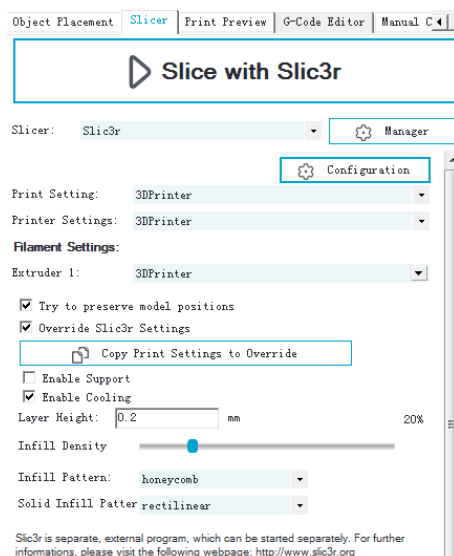 Object Placement Slicer Print Preview G-Code Editor Manual C
Slice with Slic3r
Slicer: Slic3r Manager
Configuration
Print Setting: 3DPrinter
Printer Settings: 3DPrinter
Filament Settings:
Extruder 1: 3DPrinter
Try to preserve model positions
Override Slic3r Settings
Copy Print Settings to Override
Enable Support
Enable Cooling
Layer Height: 0.2 mm 20%
Infill Density
Infill Pattern: honeycomb
Solid Infill Patter rectilinear
Slic3r is separate, external program, which can be started separately. For further
informations, please visit the following webpage: http://www.slic3r.org